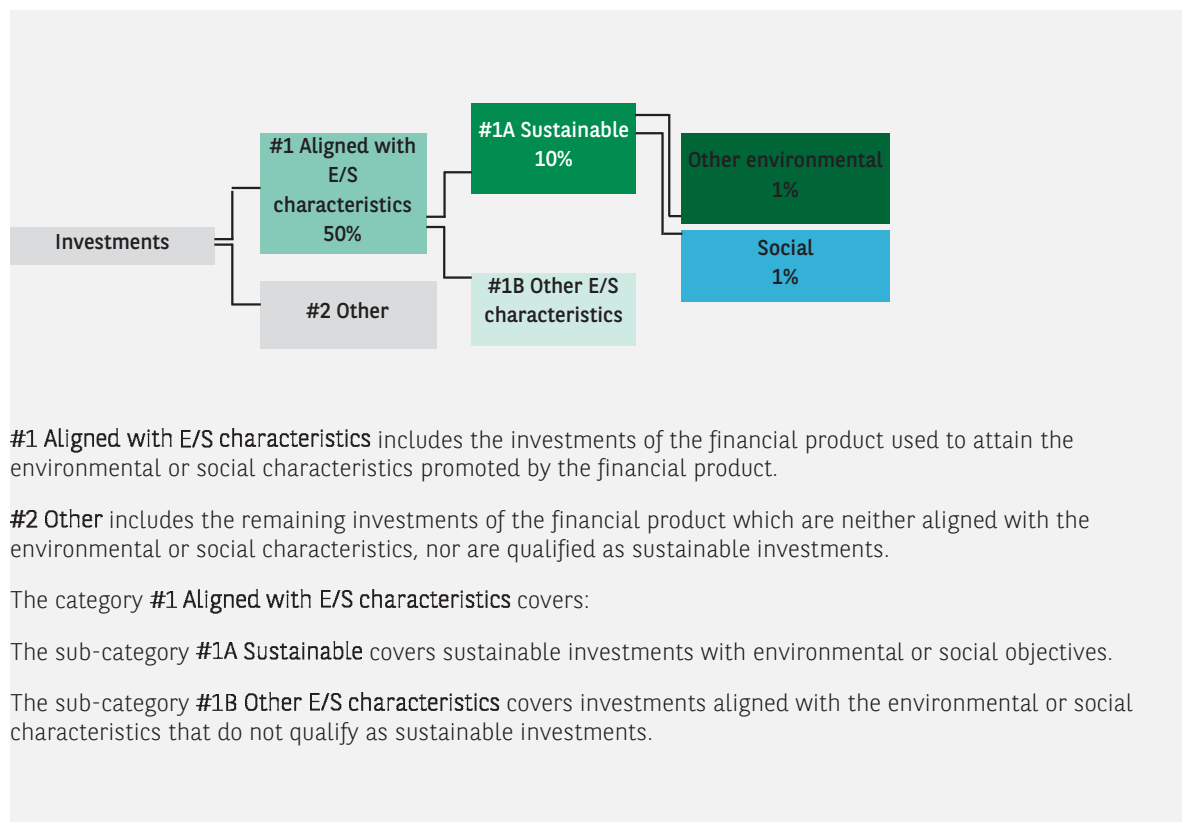 Investments
#1 Aligned with
E/S
characteristics
50%
#2 Other
#1A Sustainable
10%
#1B Other E/S
characteristics
Other environmental
1%
Social
1%
#1 Aligned with E/S characteristics includes the investments of the financial product used to attain the
environmental or social characteristics promoted by the financial product.
#2 Other includes the remaining investments of the financial product which are neither aligned with the
environmental or social characteristics, nor are qualified as sustainable investments.
The category #1 Aligned with E/S characteristics covers:
The sub-category #1A Sustainable covers sustainable investments with environmental or social objectives.
The sub-category #1B Other E/S characteristics covers investments aligned with the environmental or social
characteristics that do not qualify as sustainable investments.